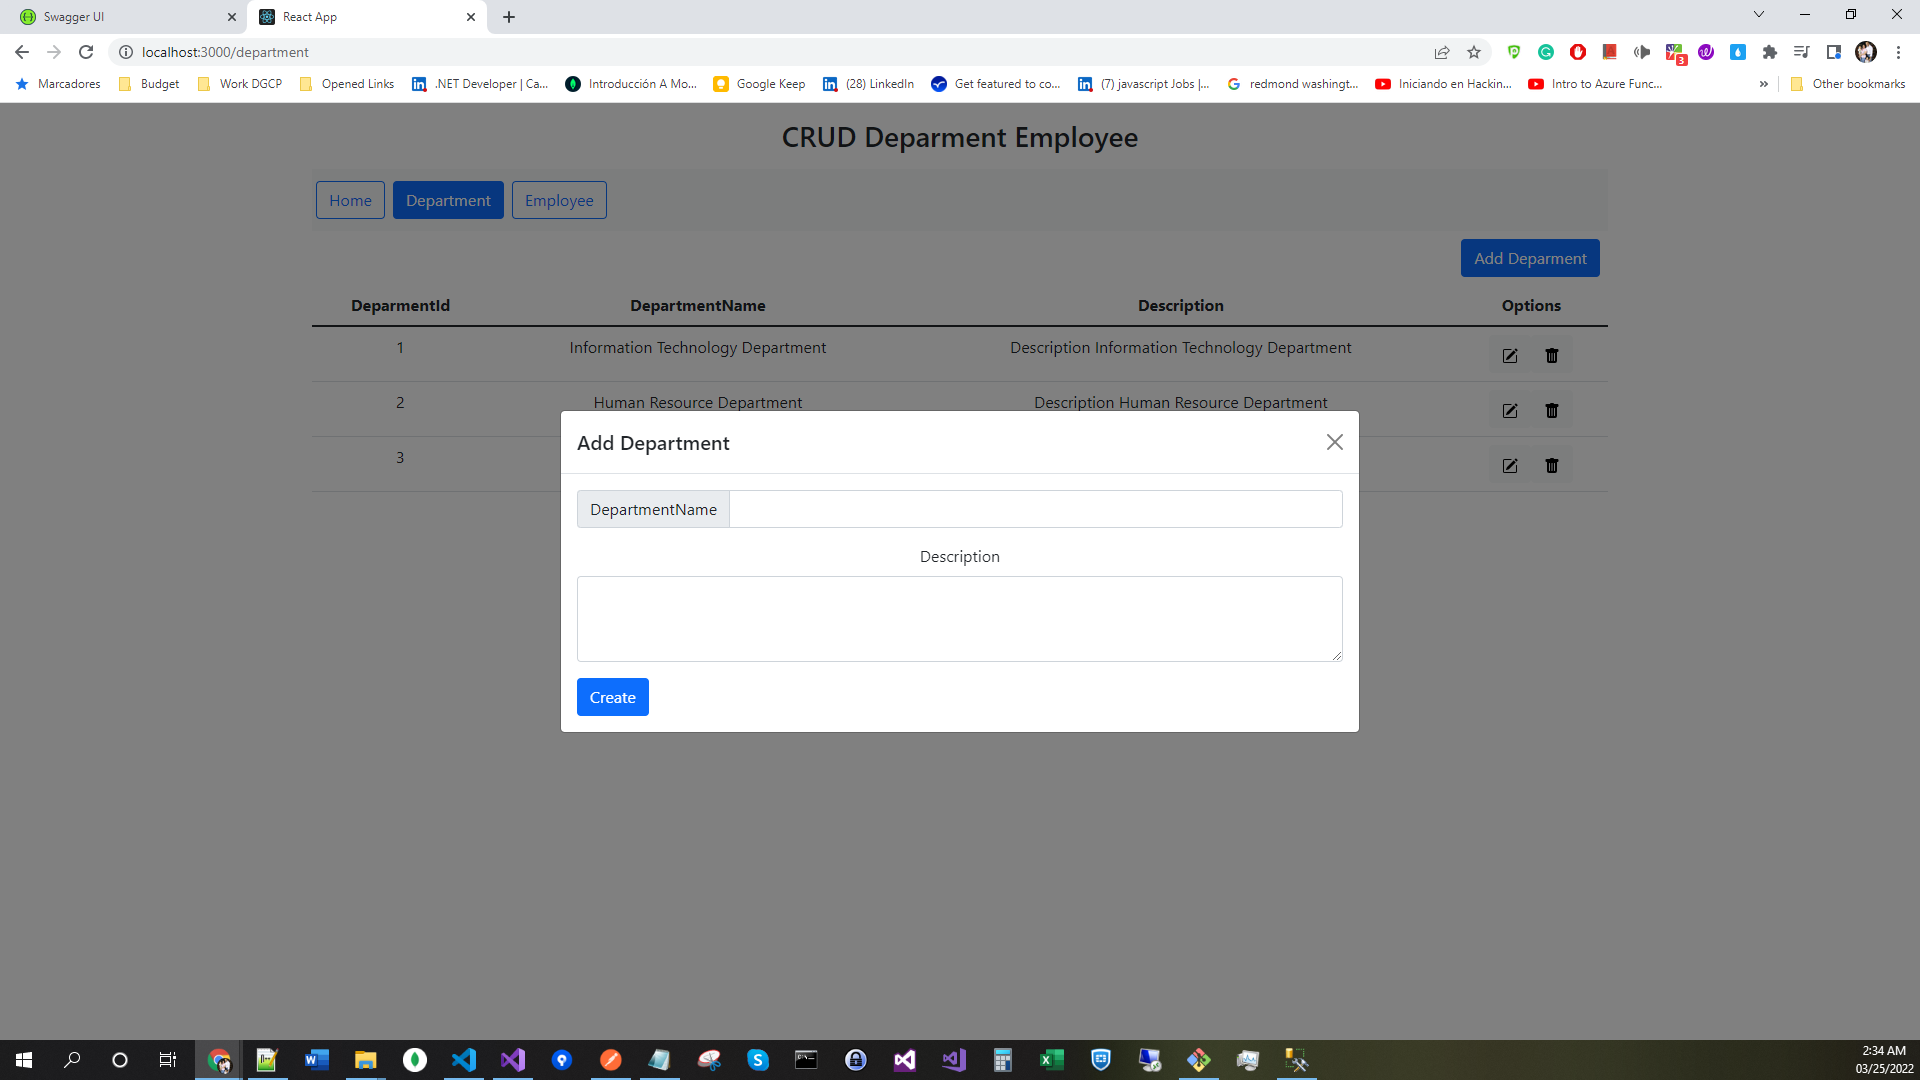 Swagger UI
React App
localhost:3000/department
3
Marcadores
Budget
Work DGCP
Opened Links
.NET Developer | Ca...
Introducción A Mo...
Google Keep
(28) LinkedIn
Get featured to co...
(7) javascript Jobs |...
redmond washingt...
Iniciando en Hackin...
Intro to Azure Func...
»
Other bookmarks
CRUD Deparment Employee
Home
Department
Employee
Add Deparment
DeparmentId DepartmentName Description Options
1 Information Technology Department Description Information Technology Department
2 Human Resource Department Description Human Resource Department
3
Add Department
DepartmentName
Description
Create
2:34 AM
03/25/2022